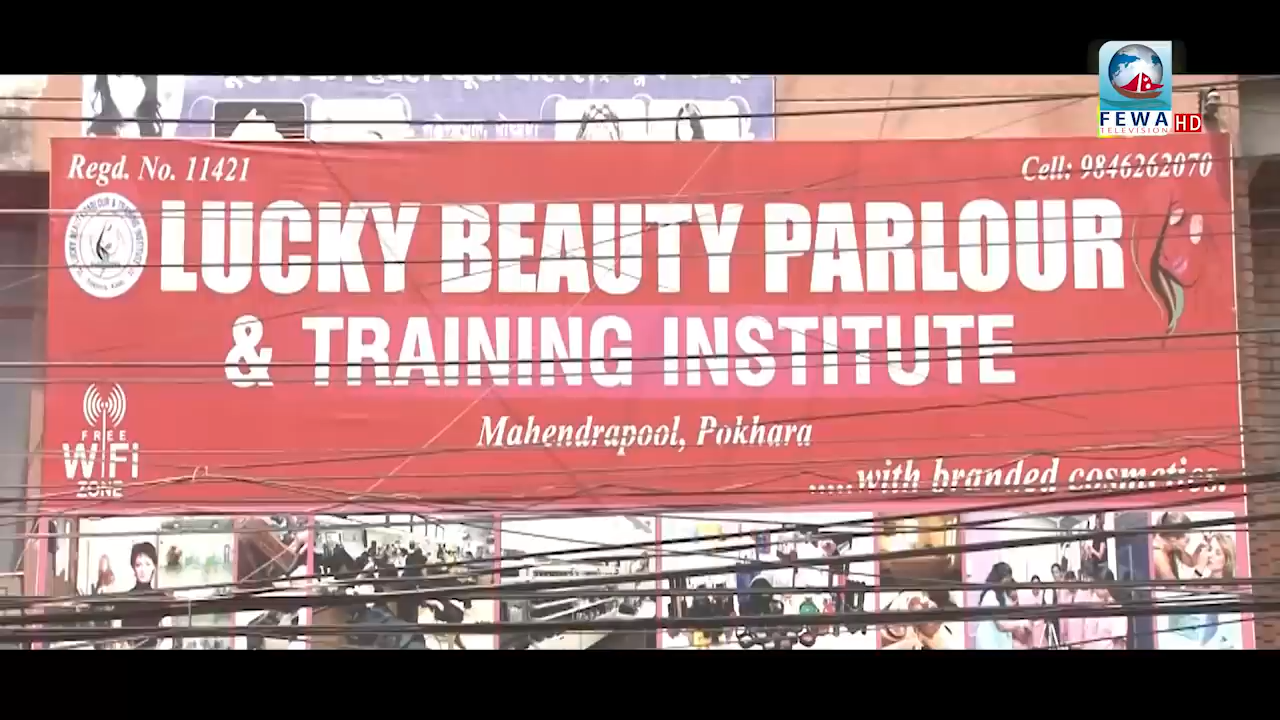 FEWA
TELEVISION HD
Regd. No. 11421
Cell: 9846262070
LUCKY BEAUTY PARLOUR
& TRAINING INSTITUTE
Mahendrapool, Pokhara
FREE
WiFi
ZONE
.....with branded cosmetics.